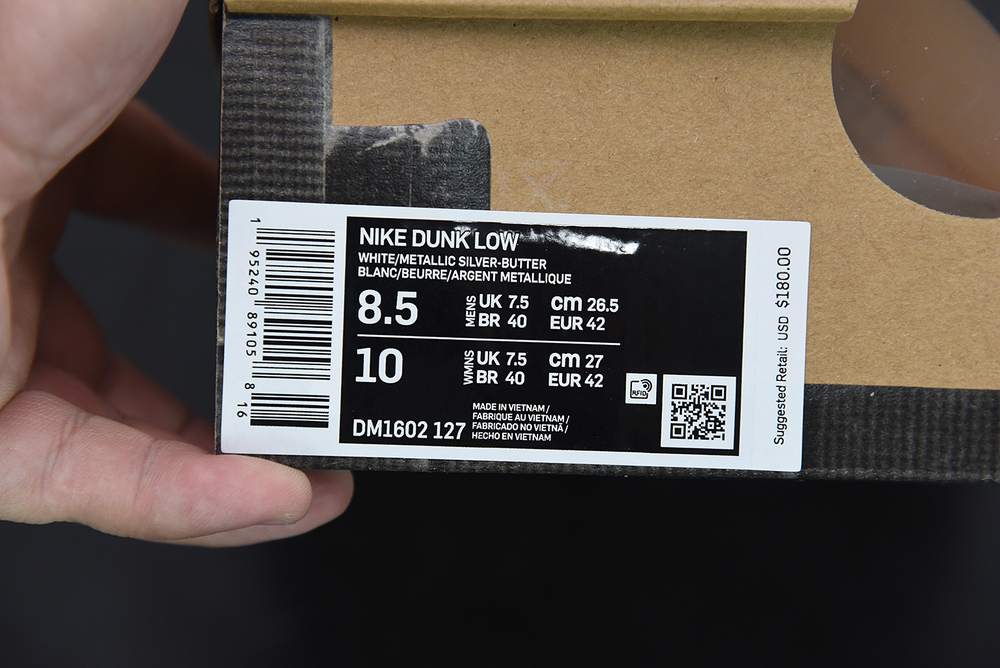 NIKE DUNK LOW
WHITE/METALLIC SILVER-BUTTER
BLANC/BEURRE/ARGENT METALLIQUE
8.5
MENS
UK 7.5
cm 26.5
BR 40
EUR 42
10
WMNS
UK 7.5
cm 27
BR 40
EUR 42
RFID
DM1602 127
MADE IN VIETNAM /
FABRIQUE AU VIETNAM /
FABRICADO NO VIETNÃ /
HECHO EN VIETNAM
1 95240 89105 8 16
Suggested Retail: USD $180.00